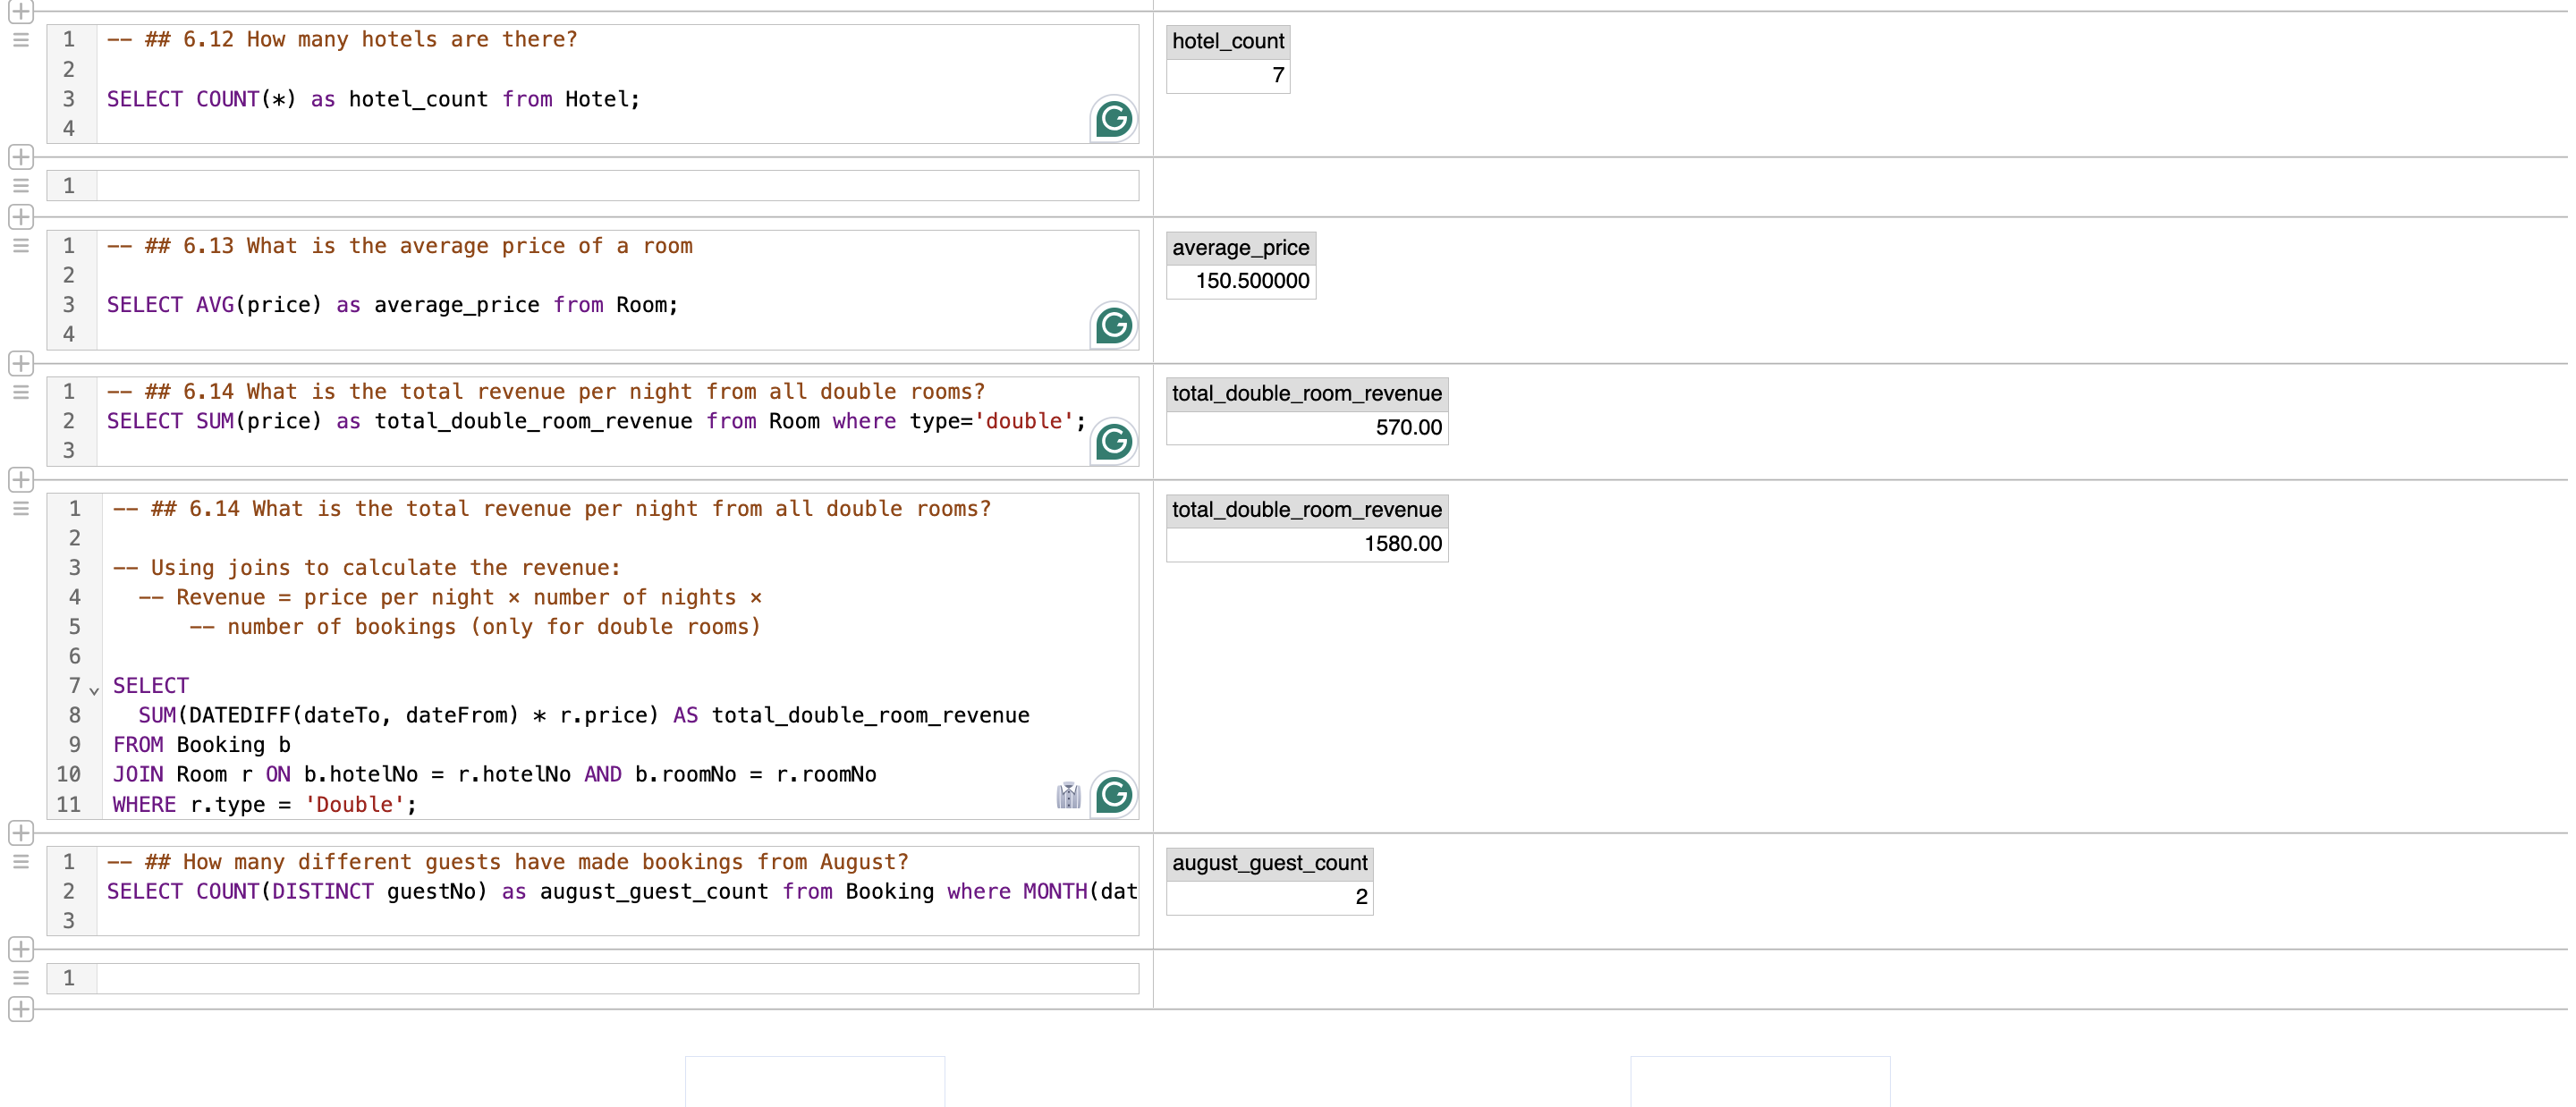 1 -- ## 6.12 How many hotels are there?
2
3 SELECT COUNT(*) as hotel_count from Hotel;
4
hotel_count
7
1
1 -- ## 6.13 What is the average price of a room
2
3 SELECT AVG(price) as average_price from Room;
4
average_price
150.500000
1 -- ## 6.14 What is the total revenue per night from all double rooms?
2 SELECT SUM(price) as total_double_room_revenue from Room where type='double';
3
total_double_room_revenue
570.00
1 -- ## 6.14 What is the total revenue per night from all double rooms?
2
3 -- Using joins to calculate the revenue:
4 -- Revenue = price per night × number of nights ×
5 -- number of bookings (only for double rooms)
6
7 SELECT
8 SUM(DATEDIFF(dateTo, dateFrom) * r.price) AS total_double_room_revenue
9 FROM Booking b
10 JOIN Room r ON b.hotelNo = r.hotelNo AND b.roomNo = r.roomNo
11 WHERE r.type = 'Double';
total_double_room_revenue
1580.00
1 -- ## How many different guests have made bookings from August?
2 SELECT COUNT(DISTINCT guestNo) as august_guest_count from Booking where MONTH(dat
3
august_guest_count
2
1